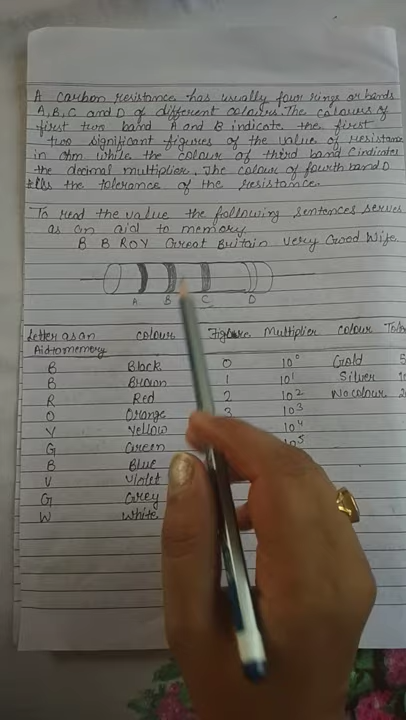 A carbon resistance has usually four rings or bands
A, B, C and D of different colours. The colours of
first two band A and B indicate the first
two significant figures of the value of resistance
in ohm while the colour of third band C indicates
the decimal multiplier. The colour of fourth band D
the tolerance of the resistance.
To read the value the following sentences serves
as an aid to memory.
B B ROY Great Britain Very Good Wife.
A B C D
Letter as an Aid to memory colour Figure Multiplier colour
B Black 0 10⁰ Gold 5
B Brown 1 10¹ Silver
R Red 2 10² No colour
O Orange 3 10³
Y Yellow 10⁴
G Green 10⁵
B Blue
V Violet
G Grey
W White